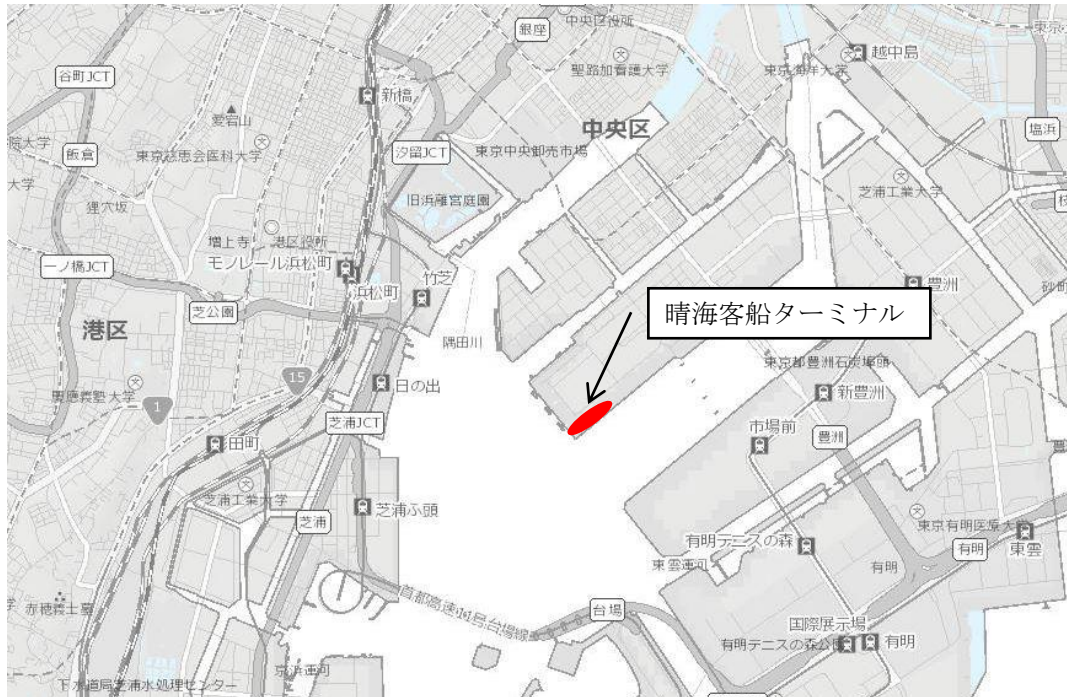 中央区役所
銀座
聖路加看護大学
東京海洋大学
越中島
谷町JCT
新橋
愛宕山
中央区
塩浜
汐留JCT
東京中央卸売市場
飯倉
東京慈恵会医科大学
大学
芝浦工業大学
旧浜離宮庭園
狸穴坂
増上寺
港区役所
モノレール浜松町
一ノ橋JCT
竹芝
豊洲
砂町
浜松町
芝公園
晴海客船ターミナル
港区
隅田川
東京都豊洲石炭埠頭
15
日の出
新豊洲
慶應義塾大学
1
芝浦JCT
市場前
豊洲
田町
芝浦工業大学
芝浦ふ頭
芝浦
東京有明医療大学
有明テニスの森
有明
東雲
東雲運河
有明
首都高速11号台場線
赤穂義士墓
台場
国際展示場
有明テニスの森公園
有明
京浜運河
下水道局芝浦水処理センター